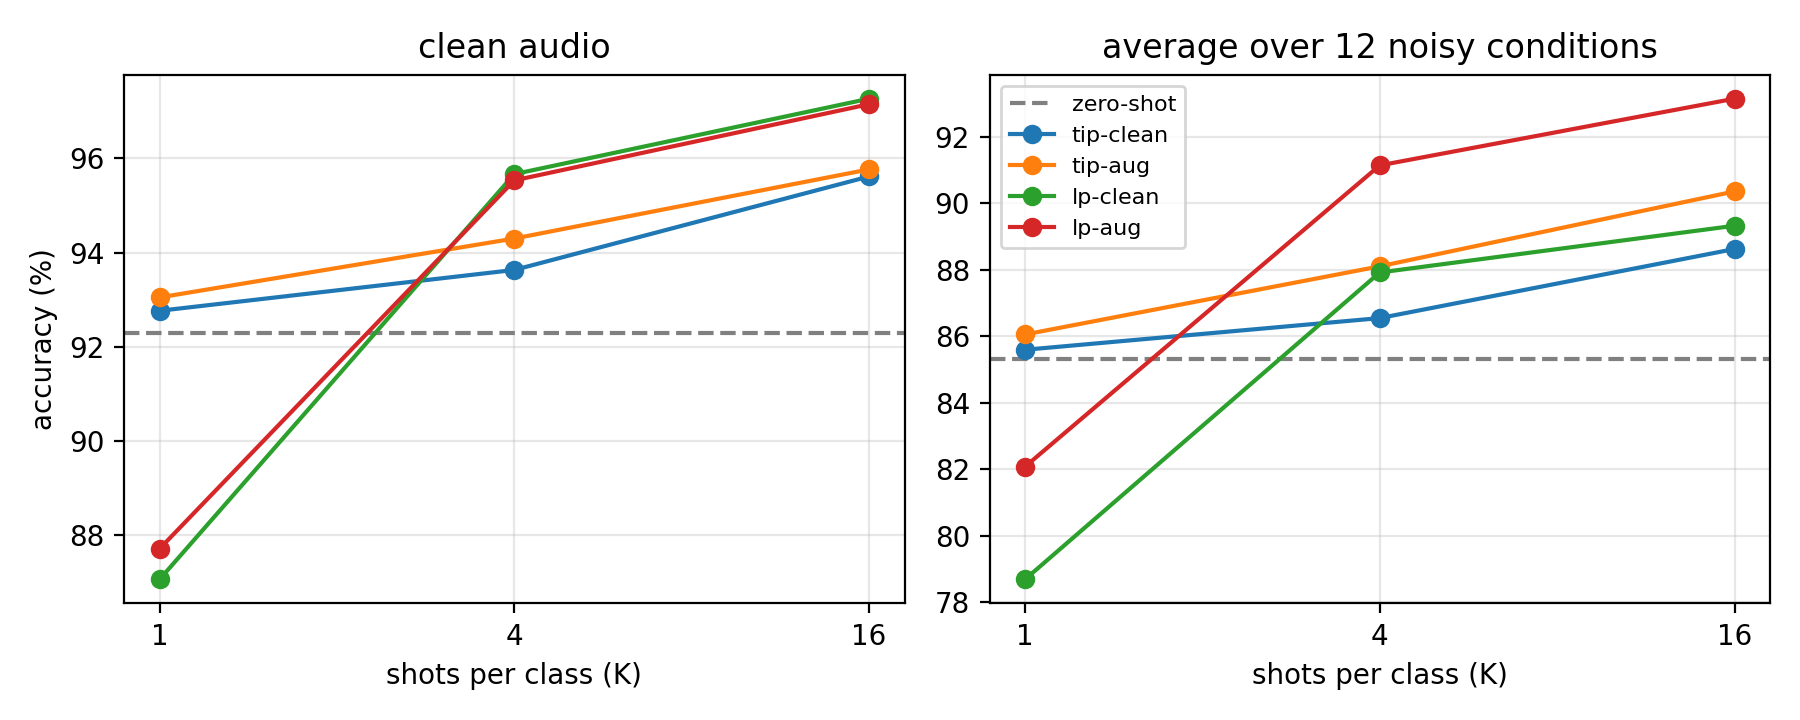 clean audio
accuracy (%)
96
94
92
90
88
1 4 16
shots per class (K)
average over 12 noisy conditions
zero-shot
tip-clean
tip-aug
lp-clean
lp-aug
92
90
88
86
84
82
80
78
1 4 16
shots per class (K)